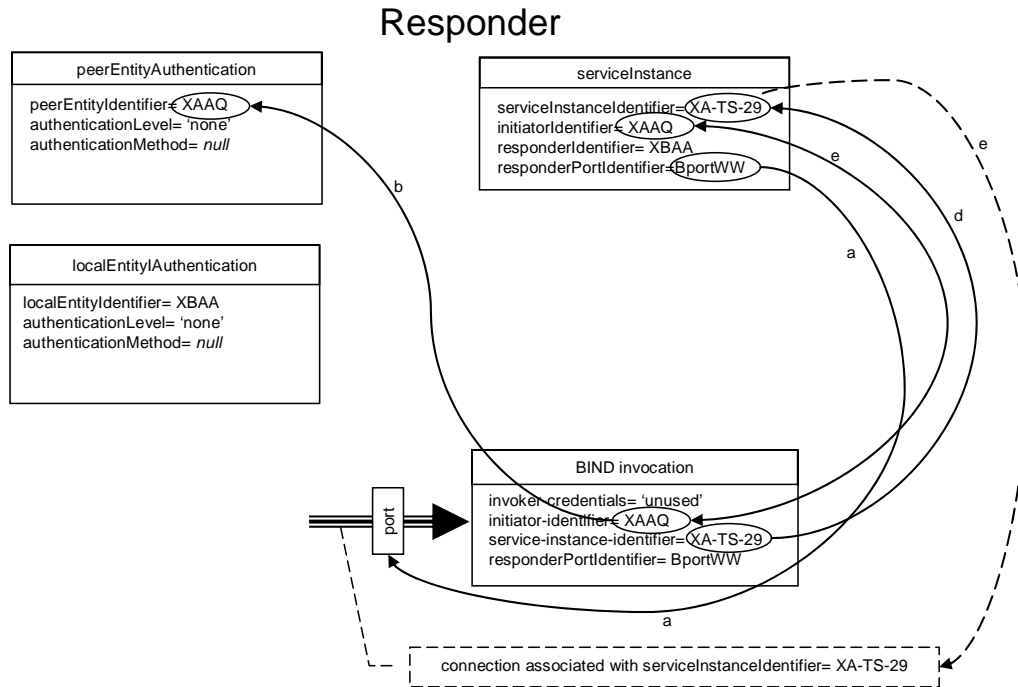 Responder
peerEntityAuthentication
peerEntityIdentifier= XAAQ
authenticationLevel= ‘none’
authenticationMethod= null
serviceInstance
serviceInstanceIdentifier= XA-TS-29
initiatorIdentifier= XAAQ
responderIdentifier= XBAA
responderPortIdentifier=BportWW
e
e
b
d
a
localEntitylAuthentication
localEntityIdentifier= XBAA
authenticationLevel= ‘none’
authenticationMethod= null
BIND invocation
invoker-credentials= ‘unused’
initiator-identifier= XAAQ
service-instance-identifier= XA-TS-29
responderPortIdentifier= BportWW
port
a
connection associated with serviceInstanceIdentifier= XA-TS-29